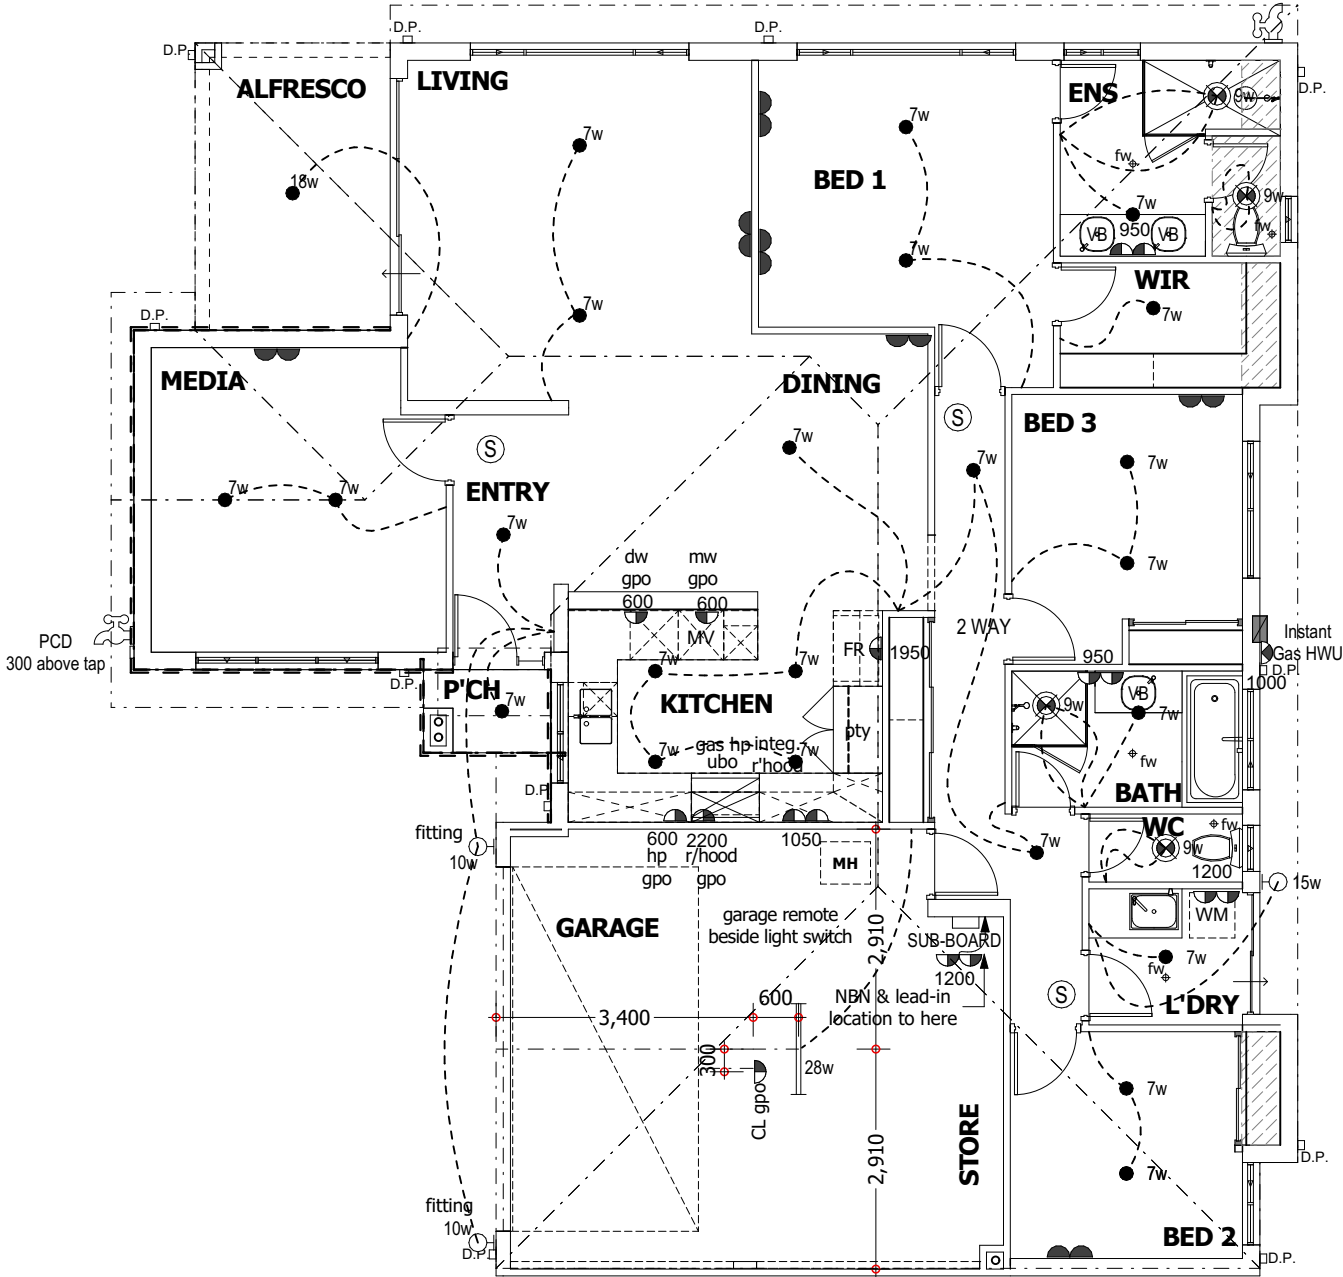 D.P.
D.P.
D.P.
ALFRESCO
LIVING
ENS
9w
D.P.
7w
7w
fw
BED 1
18w
9w
7w
VB
950
VB
fw
7w
WIR
7w
D.P.
7w
MEDIA
DINING
S
BED 3
7w
S
7w
7w
ENTRY
7w
7w
7w
dw
gpo
mw
gpo
7w
600
600
PCD
300 above tap
MV
FR
1950
2 WAY
Instant
Gas HWU
950
D.P.
1000
D.P.
P'CH
7w
7w
7w
KITCHEN
VB
9w
7w
pty
gas hp
integ.
ubo
r'hood
7w
7w
fw
BATH
D.P.
fitting
10w
600
hp
gpo
2200
r/hood
gpo
1050
MH
7w
WC
fw
9w
1200
15w
GARAGE
garage remote
beside light switch
2,910
SUB-BOARD
1200
WM
7w
fw
L'DRY
S
NBN & lead-in
location to here
600
3,400
300
28w
CL gpo
7w
2,910
STORE
7w
D.P.
fitting
10w
D.P.
BED 2
D.P.